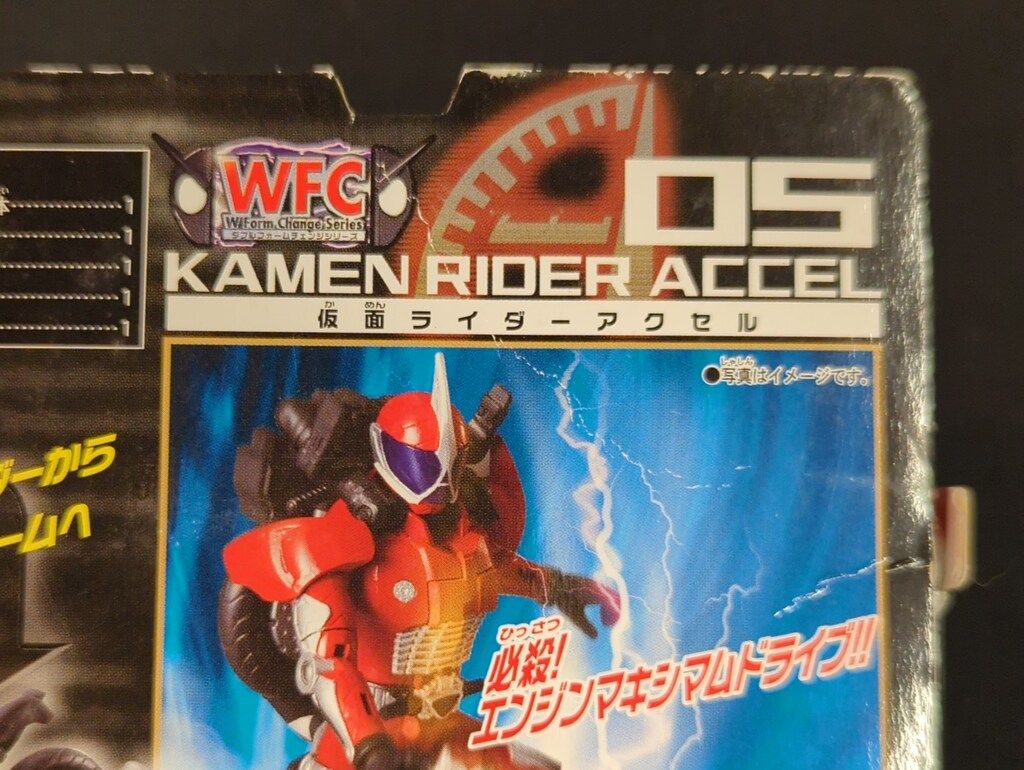 WFC
W Form Change Series
ダブルフォームチェンジシリーズ
05
KAMEN RIDER ACCEL
かめん
仮面ライダーアクセル
しゃしん
●写真はイメージです。
ーから
ームへ
ひっさつ
必殺!
エンジンマキシマムドライブ!!